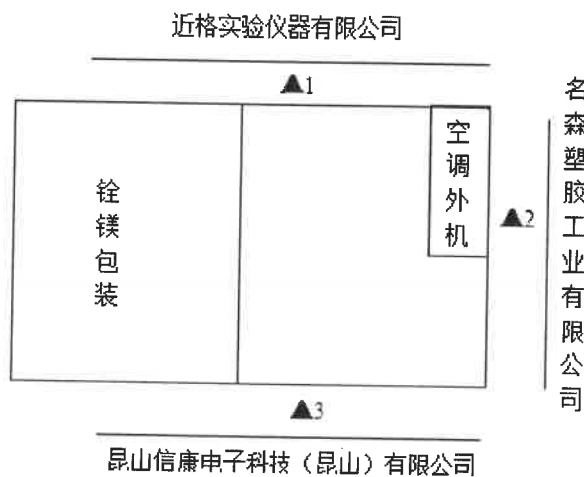 近格实验仪器有限公司
▲1
铨镁包装
空调外机
▲2
名森塑胶工业有限公司
▲3
昆山信康电子科技（昆山）有限公司